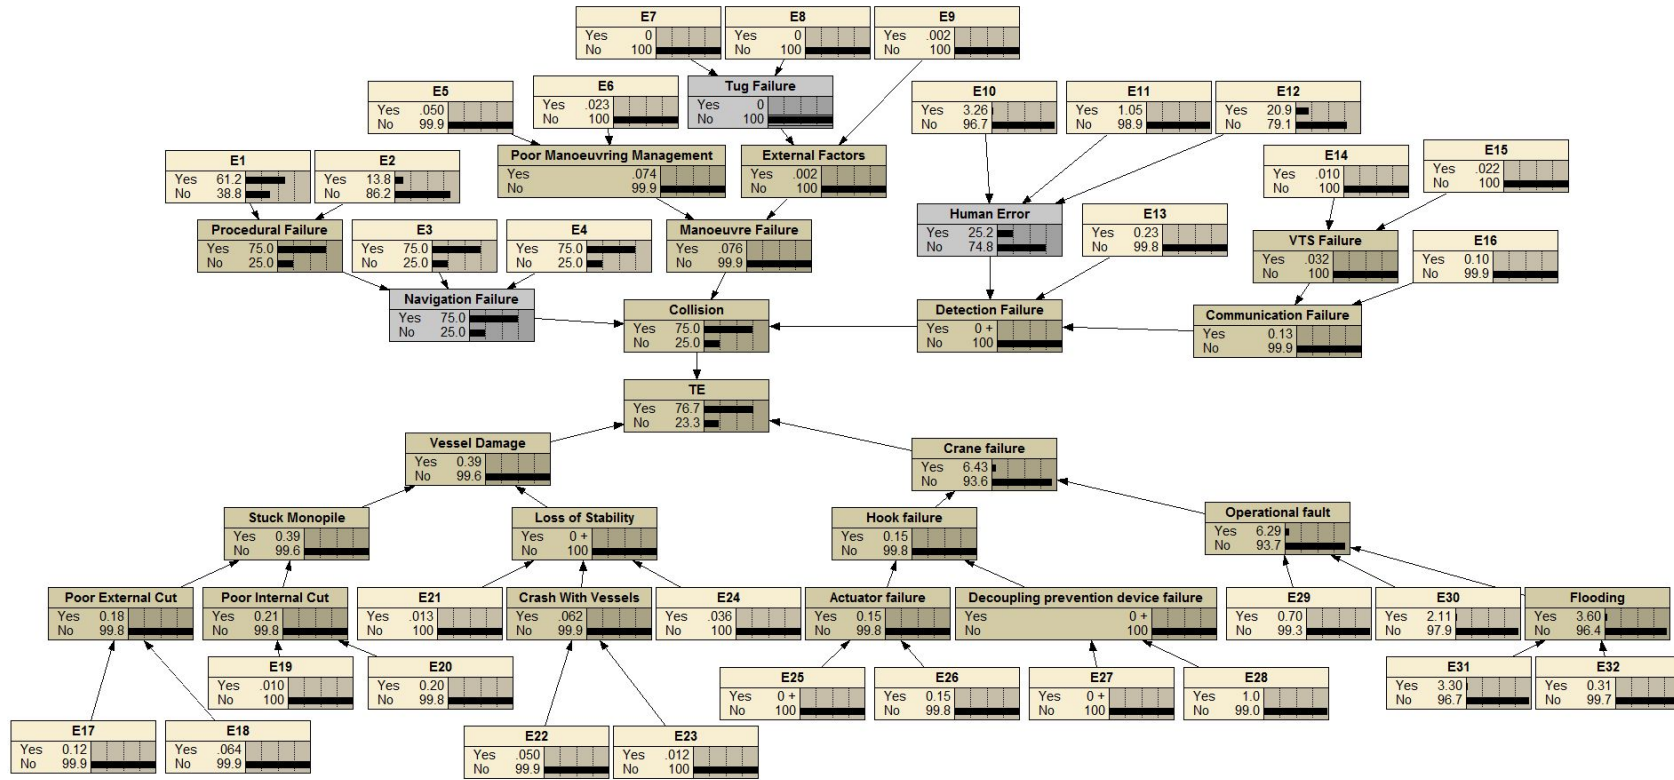 E7
Yes 0
No 100
E8
Yes 0
No 100
E9
Yes .002
No 100
E5
Yes .050
No 99.9
E6
Yes .023
No 100
Tug Failure
Yes 0
No 100
E10
Yes 3.26
No 96.7
E11
Yes 1.05
No 98.9
E12
Yes 20.9
No 79.1
E1
Yes 61.2
No 38.8
E2
Yes 13.8
No 86.2
Poor Manoeuvring Management
Yes .074
No 99.9
External Factors
Yes .002
No 100
E14
Yes .010
No 100
E15
Yes .022
No 100
Procedural Failure
Yes 75.0
No 25.0
E3
Yes 75.0
No 25.0
E4
Yes 75.0
No 25.0
Manoeuvre Failure
Yes .076
No 99.9
Human Error
Yes 25.2
No 74.8
E13
Yes 0.23
No 99.8
VTS Failure
Yes .032
No 100
E16
Yes 0.10
No 99.9
Navigation Failure
Yes 75.0
No 25.0
Collision
Yes 75.0
No 25.0
Detection Failure
Yes 0 +
No 100
Communication Failure
Yes 0.13
No 99.9
TE
Yes 76.7
No 23.3
Vessel Damage
Yes 0.39
No 99.6
Crane failure
Yes 6.43
No 93.6
Stuck Monopile
Yes 0.39
No 99.6
Loss of Stability
Yes 0 +
No 100
Hook failure
Yes 0.15
No 99.8
Operational fault
Yes 6.29
No 93.7
Poor External Cut
Yes 0.18
No 99.8
Poor Internal Cut
Yes 0.21
No 99.8
E21
Yes .013
No 100
Crash With Vessels
Yes .062
No 99.9
E24
Yes .036
No 100
Actuator failure
Yes 0.15
No 99.8
Decoupling prevention device failure
Yes 0 +
No 100
E29
Yes 0.70
No 99.3
E30
Yes 2.11
No 97.9
Flooding
Yes 3.60
No 96.4
E19
Yes .010
No 100
E20
Yes 0.20
No 99.8
E25
Yes 0 +
No 100
E26
Yes 0.15
No 99.8
E27
Yes 0 +
No 100
E28
Yes 1.0
No 99.0
E31
Yes 3.30
No 96.7
E32
Yes 0.31
No 99.7
E17
Yes 0.12
No 99.9
E18
Yes .064
No 99.9
E22
Yes .050
No 99.9
E23
Yes .012
No 100